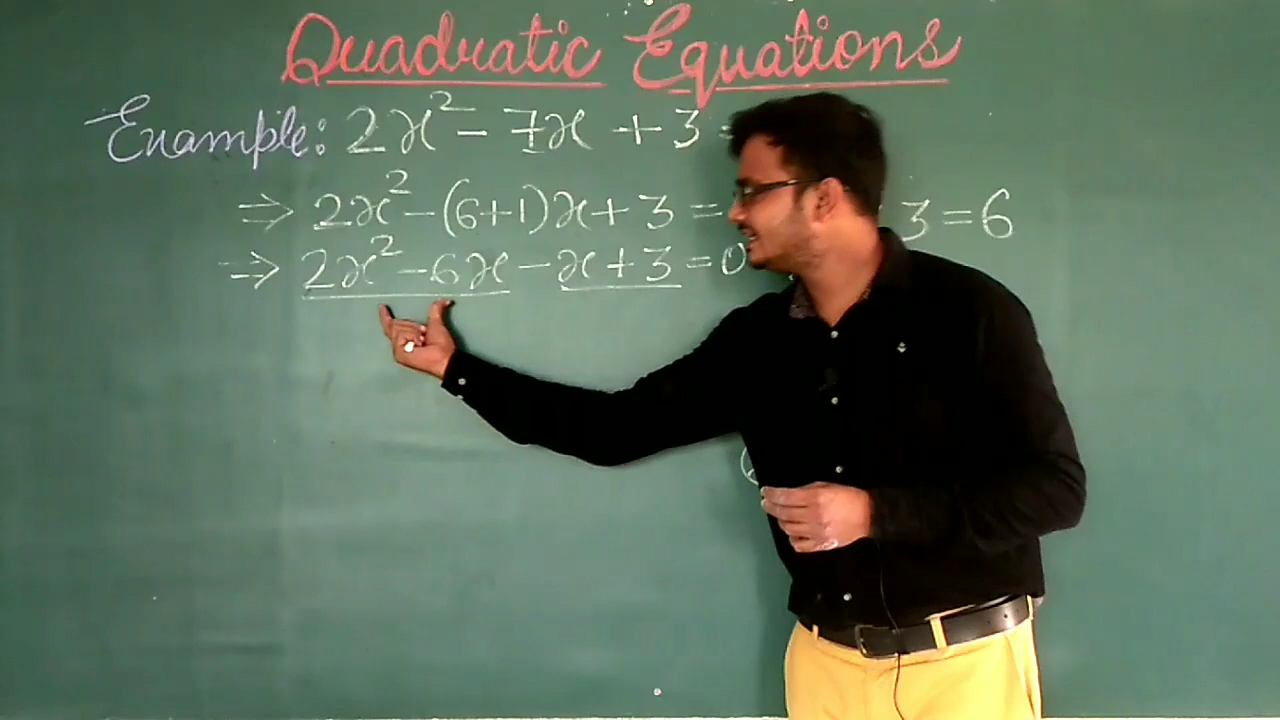 Quadratic Equations
Example: 2x² - 7x + 3 =
⇒ 2x² - (6+1)x + 3 =
3 = 6
⇒ 2x² - 6x - x + 3 = 0